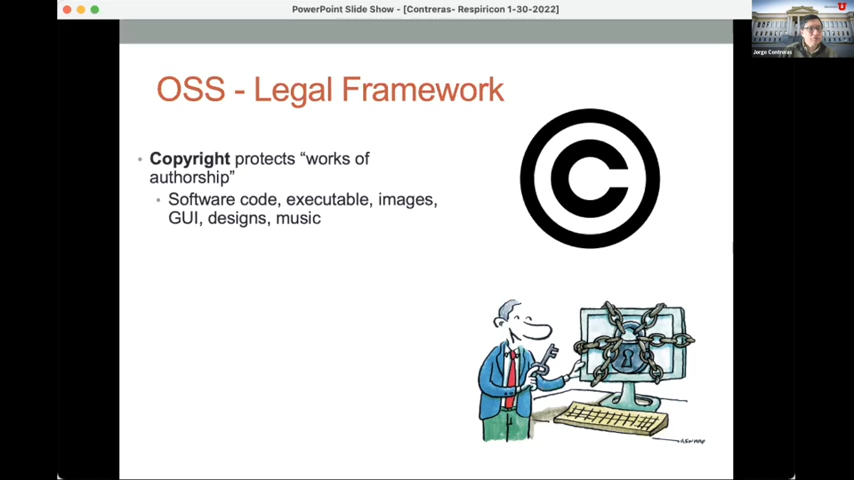 PowerPoint Slide Show - [Contreras- Respiricon 1-30-2022]
Jorge Contreras
OSS - Legal Framework
• Copyright protects “works of
authorship”
• Software code, executable, images,
GUI, designs, music